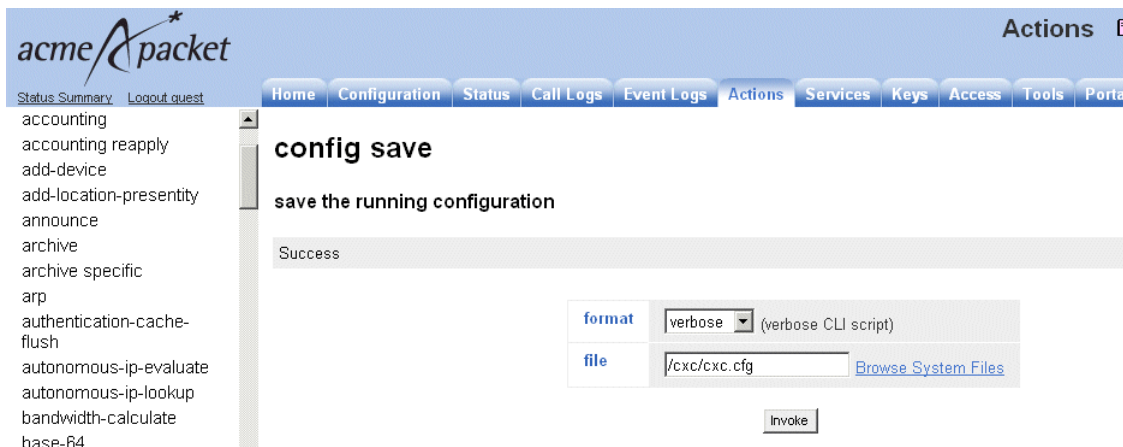 acme packet
Actions
Status Summary Logout guest
Home Configuration Status Call Logs Event Logs Actions Services Keys Access Tools Porta
accounting
accounting reapply
add-device
add-location-presentity
announce
archive
archive specific
arp
authentication-cache-
flush
autonomous-ip-evaluate
autonomous-ip-lookup
bandwidth-calculate
base-64
config save
save the running configuration
Success
format verbose (verbose CLI script)
file /cxc/cxc.cfg Browse System Files
Invoke